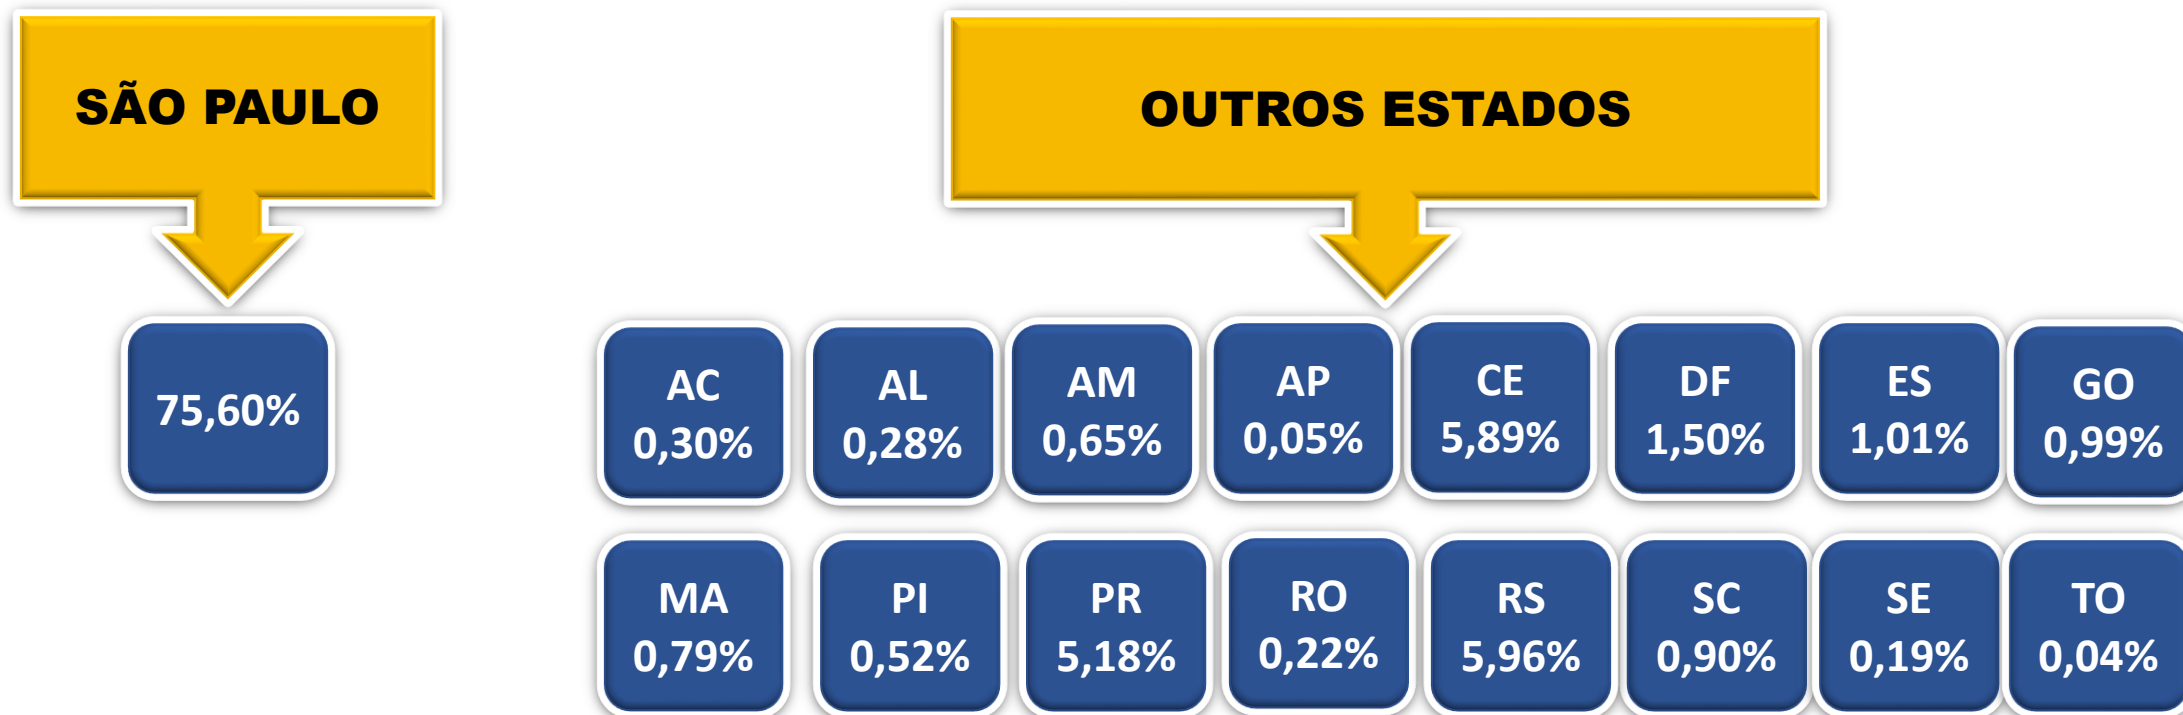 SÃO PAULO
OUTROS ESTADOS
75,60%
AC
0,30%
AL
0,28%
AM
0,65%
AP
0,05%
CE
5,89%
DF
1,50%
ES
1,01%
GO
0,99%
MA
0,79%
PI
0,52%
PR
5,18%
RO
0,22%
RS
5,96%
SC
0,90%
SE
0,19%
TO
0,04%